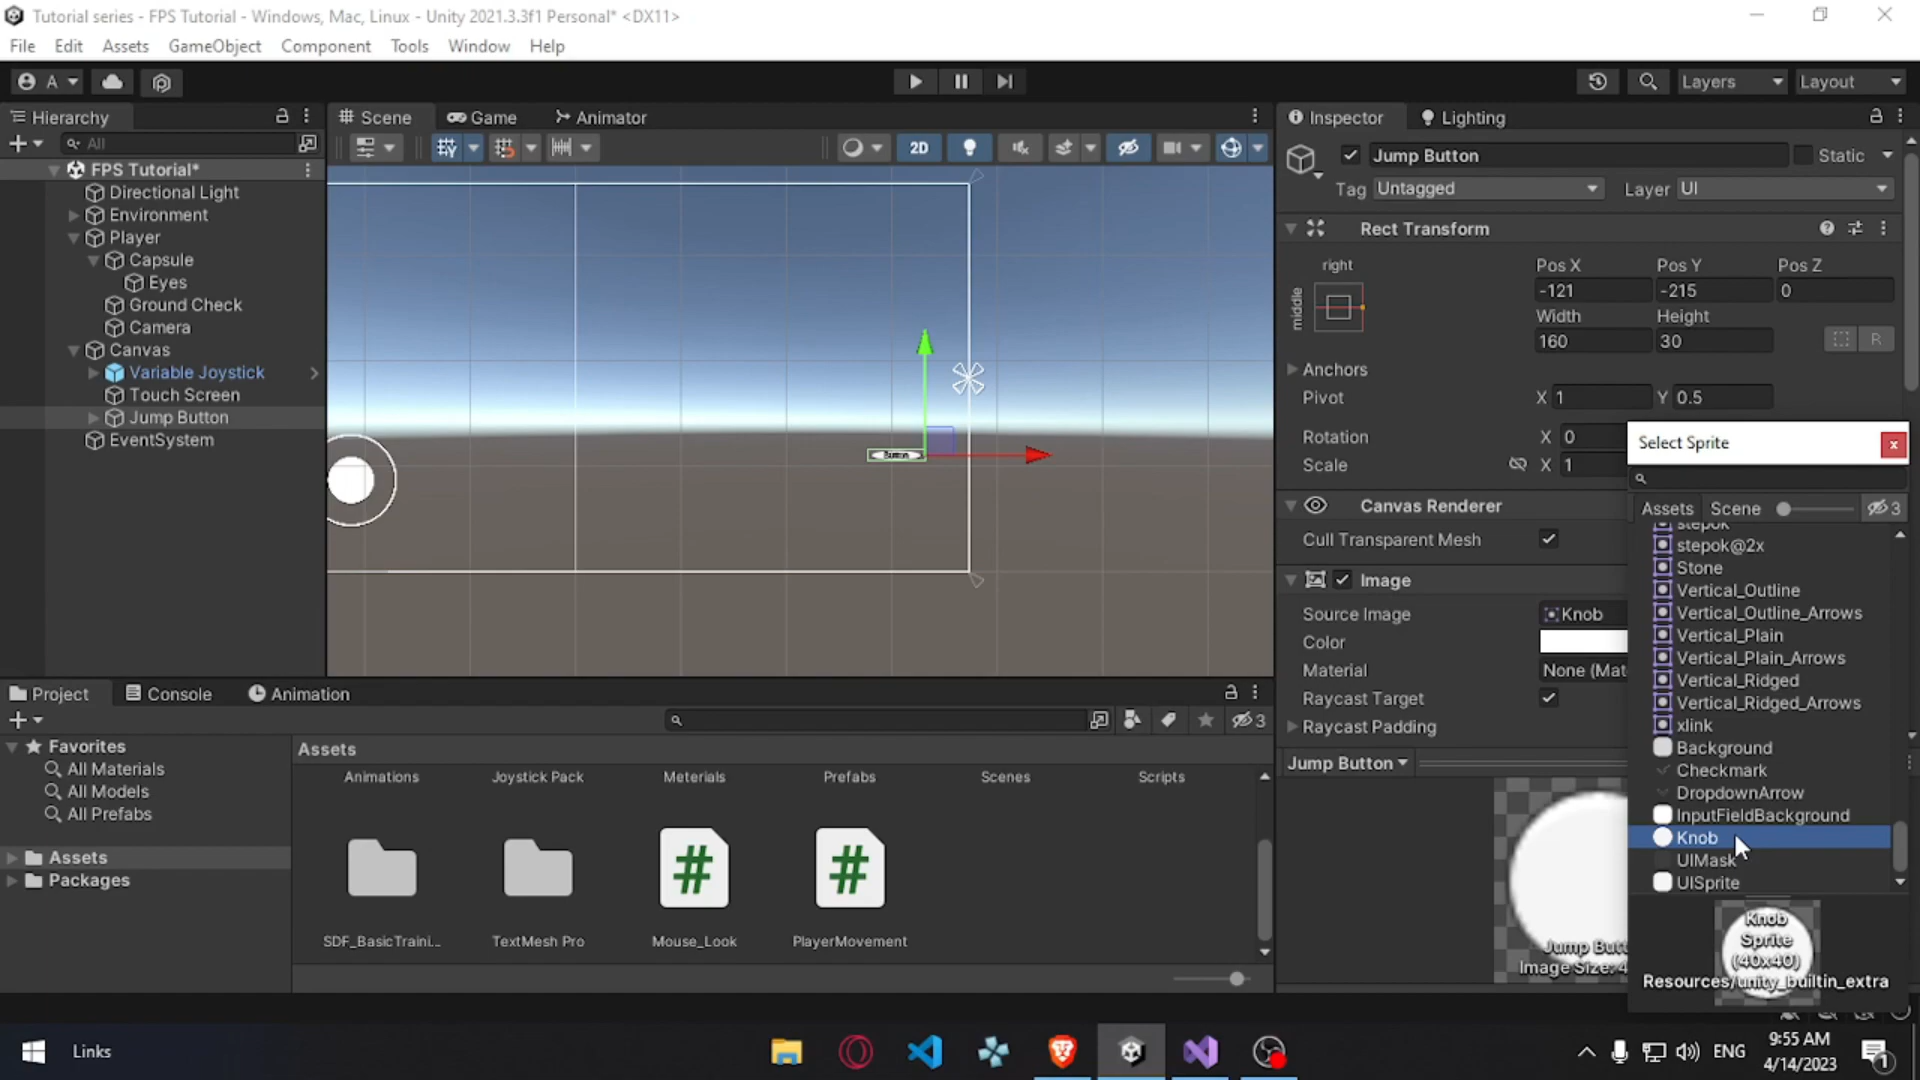 Tutorial series - FPS Tutorial - Windows, Mac, Linux - Unity 2021.3.3f1 Personal* <DX11>
File Edit Assets GameObject Component Tools Window Help
A
Layers Layout
Hierarchy
All
FPS Tutorial*
Directional Light
Environment
Player
Capsule
Eyes
Ground Check
Camera
Canvas
Variable Joystick
Touch Screen
Jump Button
EventSystem
Scene Game Animator
2D
Button
Inspector Lighting
Jump Button Static
Tag Untagged Layer UI
Rect Transform
right
middle
Pos X Pos Y Pos Z
-121 -215 0
Width Height
160 30
R
Anchors
Pivot X 1 Y 0.5
Rotation X 0
Scale X 1
Canvas Renderer
Cull Transparent Mesh
Image
Source Image Knob
Color
Material None (Mat
Raycast Target
Raycast Padding
Jump Button
Jump Butt
Image Size: 4
Select Sprite
Assets Scene 3
stepok
stepok@2x
Stone
Vertical_Outline
Vertical_Outline_Arrows
Vertical_Plain
Vertical_Plain_Arrows
Vertical_Ridged
Vertical_Ridged_Arrows
xlink
Background
Checkmark
DropdownArrow
InputFieldBackground
Knob
UIMask
UISprite
Knob
Sprite
(40x40)
Resources/unity_builtin_extra
Project Console Animation
3
Favorites
All Materials
All Models
All Prefabs
Assets
Packages
Assets
Animations Joystick Pack Meterials Prefabs Scenes Scripts
SDF_BasicTraini... TextMesh Pro Mouse_Look PlayerMovement
Links
ENG
9:55 AM
4/14/2023
1